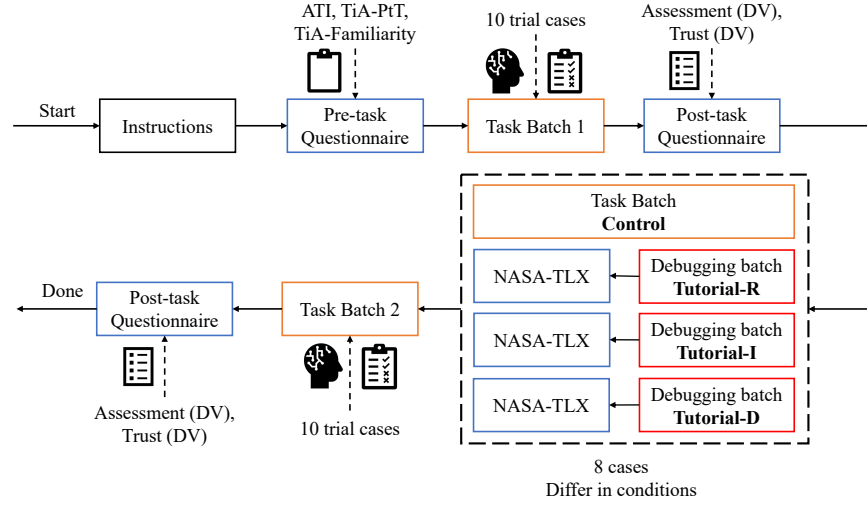 ATI, TiA-PtT,
TiA-Familiarity
10 trial cases
Assessment (DV),
Trust (DV)
Start
Instructions
Pre-task
Questionnaire
Task Batch 1
Post-task
Questionnaire
Task Batch
Control
NASA-TLX
Debugging batch
Tutorial-R
NASA-TLX
Debugging batch
Tutorial-I
NASA-TLX
Debugging batch
Tutorial-D
8 cases
Differ in conditions
Task Batch 2
10 trial cases
Post-task
Questionnaire
Assessment (DV),
Trust (DV)
Done